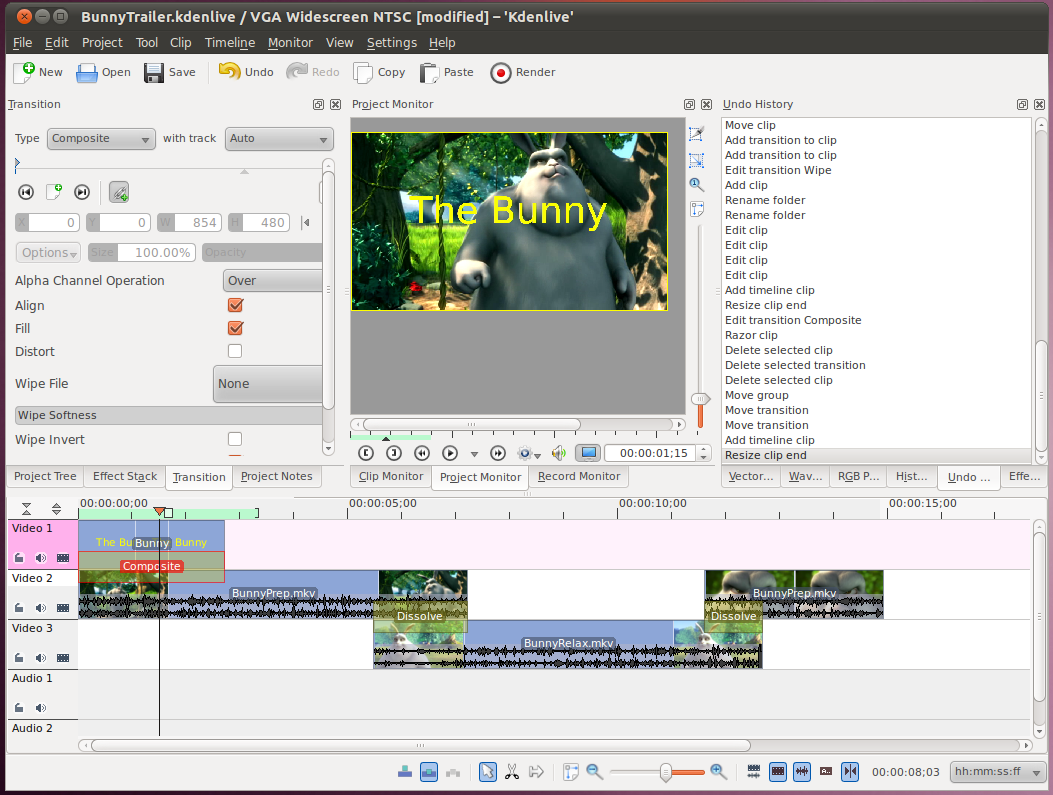 BunnyTrailer.kdenlive / VGA Widescreen NTSC [modified] – 'Kdenlive'
File Edit Project Tool Clip Timeline Monitor View Settings Help
New Open Save Undo Redo Copy Paste Render
Transition
Type Composite with track Auto
X 0 Y 0 W 854 H 480
Options Size 100.00% Opacity
Alpha Channel Operation Over
Align
Fill
Distort
Wipe File None
Wipe Softness
Wipe Invert
Project Tree Effect Stack Transition Project Notes
Project Monitor
The Bunny
00:00:01;15
Clip Monitor Project Monitor Record Monitor
Undo History
Move clip
Add transition to clip
Add transition to clip
Edit transition Wipe
Add clip
Rename folder
Rename folder
Edit clip
Edit clip
Edit clip
Edit clip
Add timeline clip
Resize clip end
Edit transition Composite
Razor clip
Delete selected clip
Delete selected transition
Delete selected clip
Move group
Move transition
Move transition
Add timeline clip
Resize clip end
Vector... Wav... RGB P... Hist... Undo ... Effe...
00:00:00;00 00:00:05;00 00:00:10;00 00:00:15;00
Video 1
The Bu Bunny Bunny
Composite
Video 2
BunnyPrep.mkv BunnyPrep.mkv
Dissolve Dissolve
Video 3
BunnyRelax.mkv
Audio 1
Audio 2
00:00:08;03 hh:mm:ss:ff